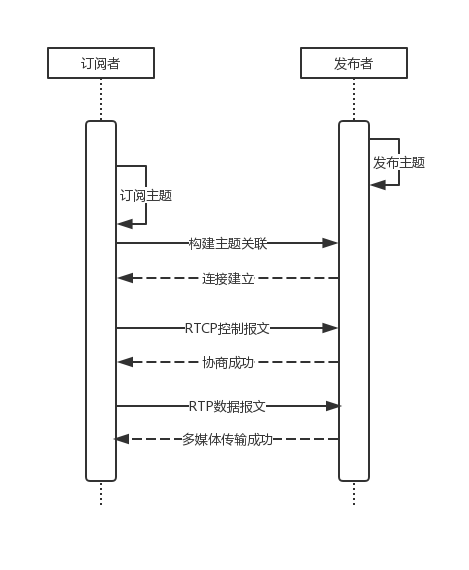 订阅者
发布者
发布主题
订阅主题
构建主题关联
连接建立
RTCP控制报文
协商成功
RTP数据报文
多媒体传输成功